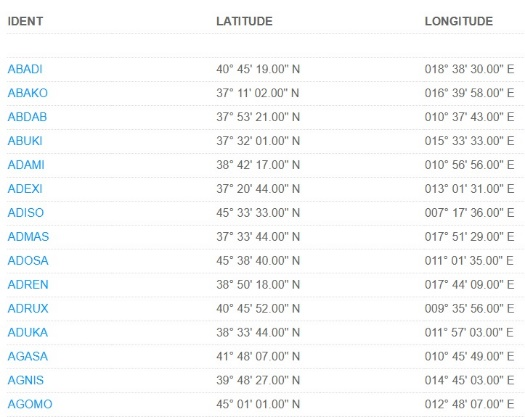 IDENT LATITUDE LONGITUDE
ABADI 40° 45' 19.00" N 018° 38' 30.00" E
ABAKO 37° 11' 02.00" N 016° 39' 58.00" E
ABDAB 37° 53' 21.00" N 010° 37' 43.00" E
ABUKI 37° 32' 01.00" N 015° 33' 33.00" E
ADAMI 38° 42' 17.00" N 010° 56' 56.00" E
ADEXI 37° 20' 44.00" N 013° 01' 31.00" E
ADISO 45° 33' 33.00" N 007° 17' 36.00" E
ADMAS 37° 33' 44.00" N 017° 51' 29.00" E
ADOSA 45° 38' 40.00" N 011° 01' 35.00" E
ADREN 38° 50' 18.00" N 017° 44' 09.00" E
ADRUX 40° 45' 52.00" N 009° 35' 56.00" E
ADUKA 38° 33' 44.00" N 011° 57' 03.00" E
AGASA 41° 48' 07.00" N 010° 45' 49.00" E
AGNIS 39° 48' 27.00" N 014° 45' 03.00" E
AGOMO 45° 01' 01.00" N 012° 48' 07.00" E